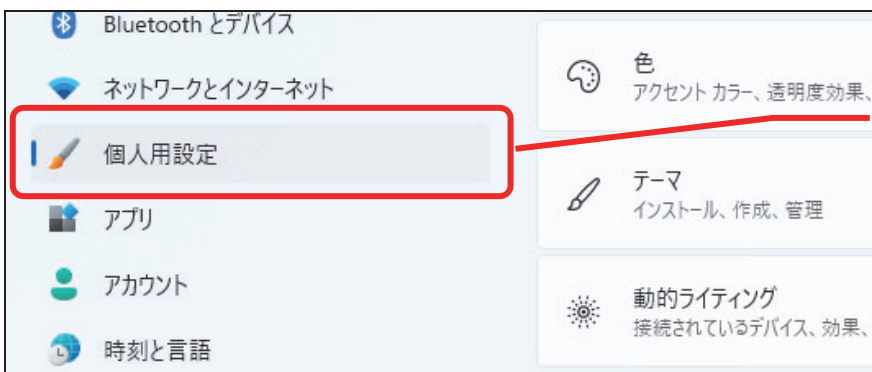 Bluetooth とデバイス
ネットワークとインターネット
個人用設定
アプリ
アカウント
時刻と言語
色
アクセント カラー、透明度効果、
テーマ
インストール、作成、管理
動的ライティング
接続されているデバイス、効果、